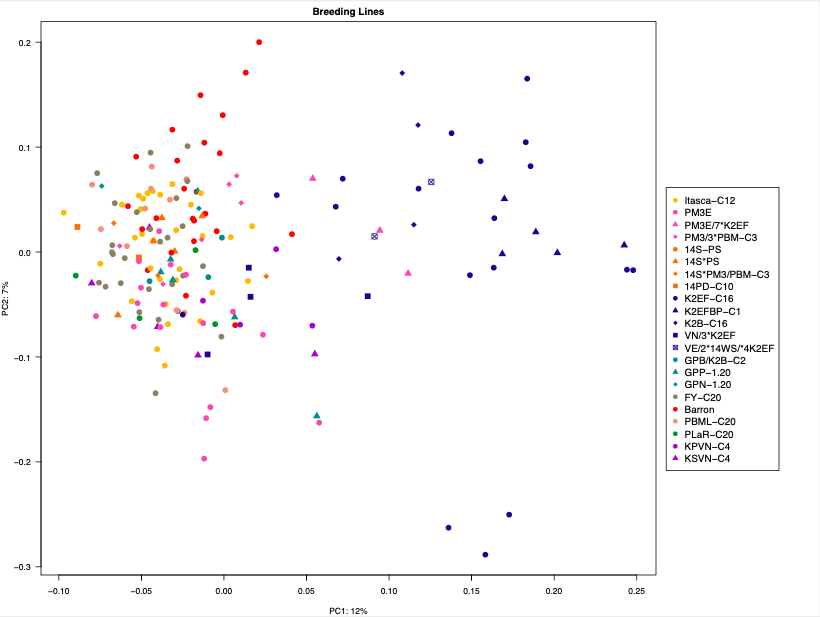 Breeding Lines
PC2: 7%
0.2
0.1
0.0
−0.1
−0.2
−0.3
−0.10
−0.05
0.00
0.05
0.10
0.15
0.20
0.25
PC1: 12%
Itasca−C12
PM3E
PM3E/7*K2EF
PM3/3*PBM−C3
14S−PS
14S*PS
14S*PM3/PBM−C3
14PD−C10
K2EF−C16
K2EFBP−C1
K2B−C16
VN/3*K2EF
VE/2*14WS/*4K2EF
GPB/K2B−C2
GPP−1.20
GPN−1.20
FY−C20
Barron
PBML−C20
PLaR−C20
KPVN−C4
KSVN−C4